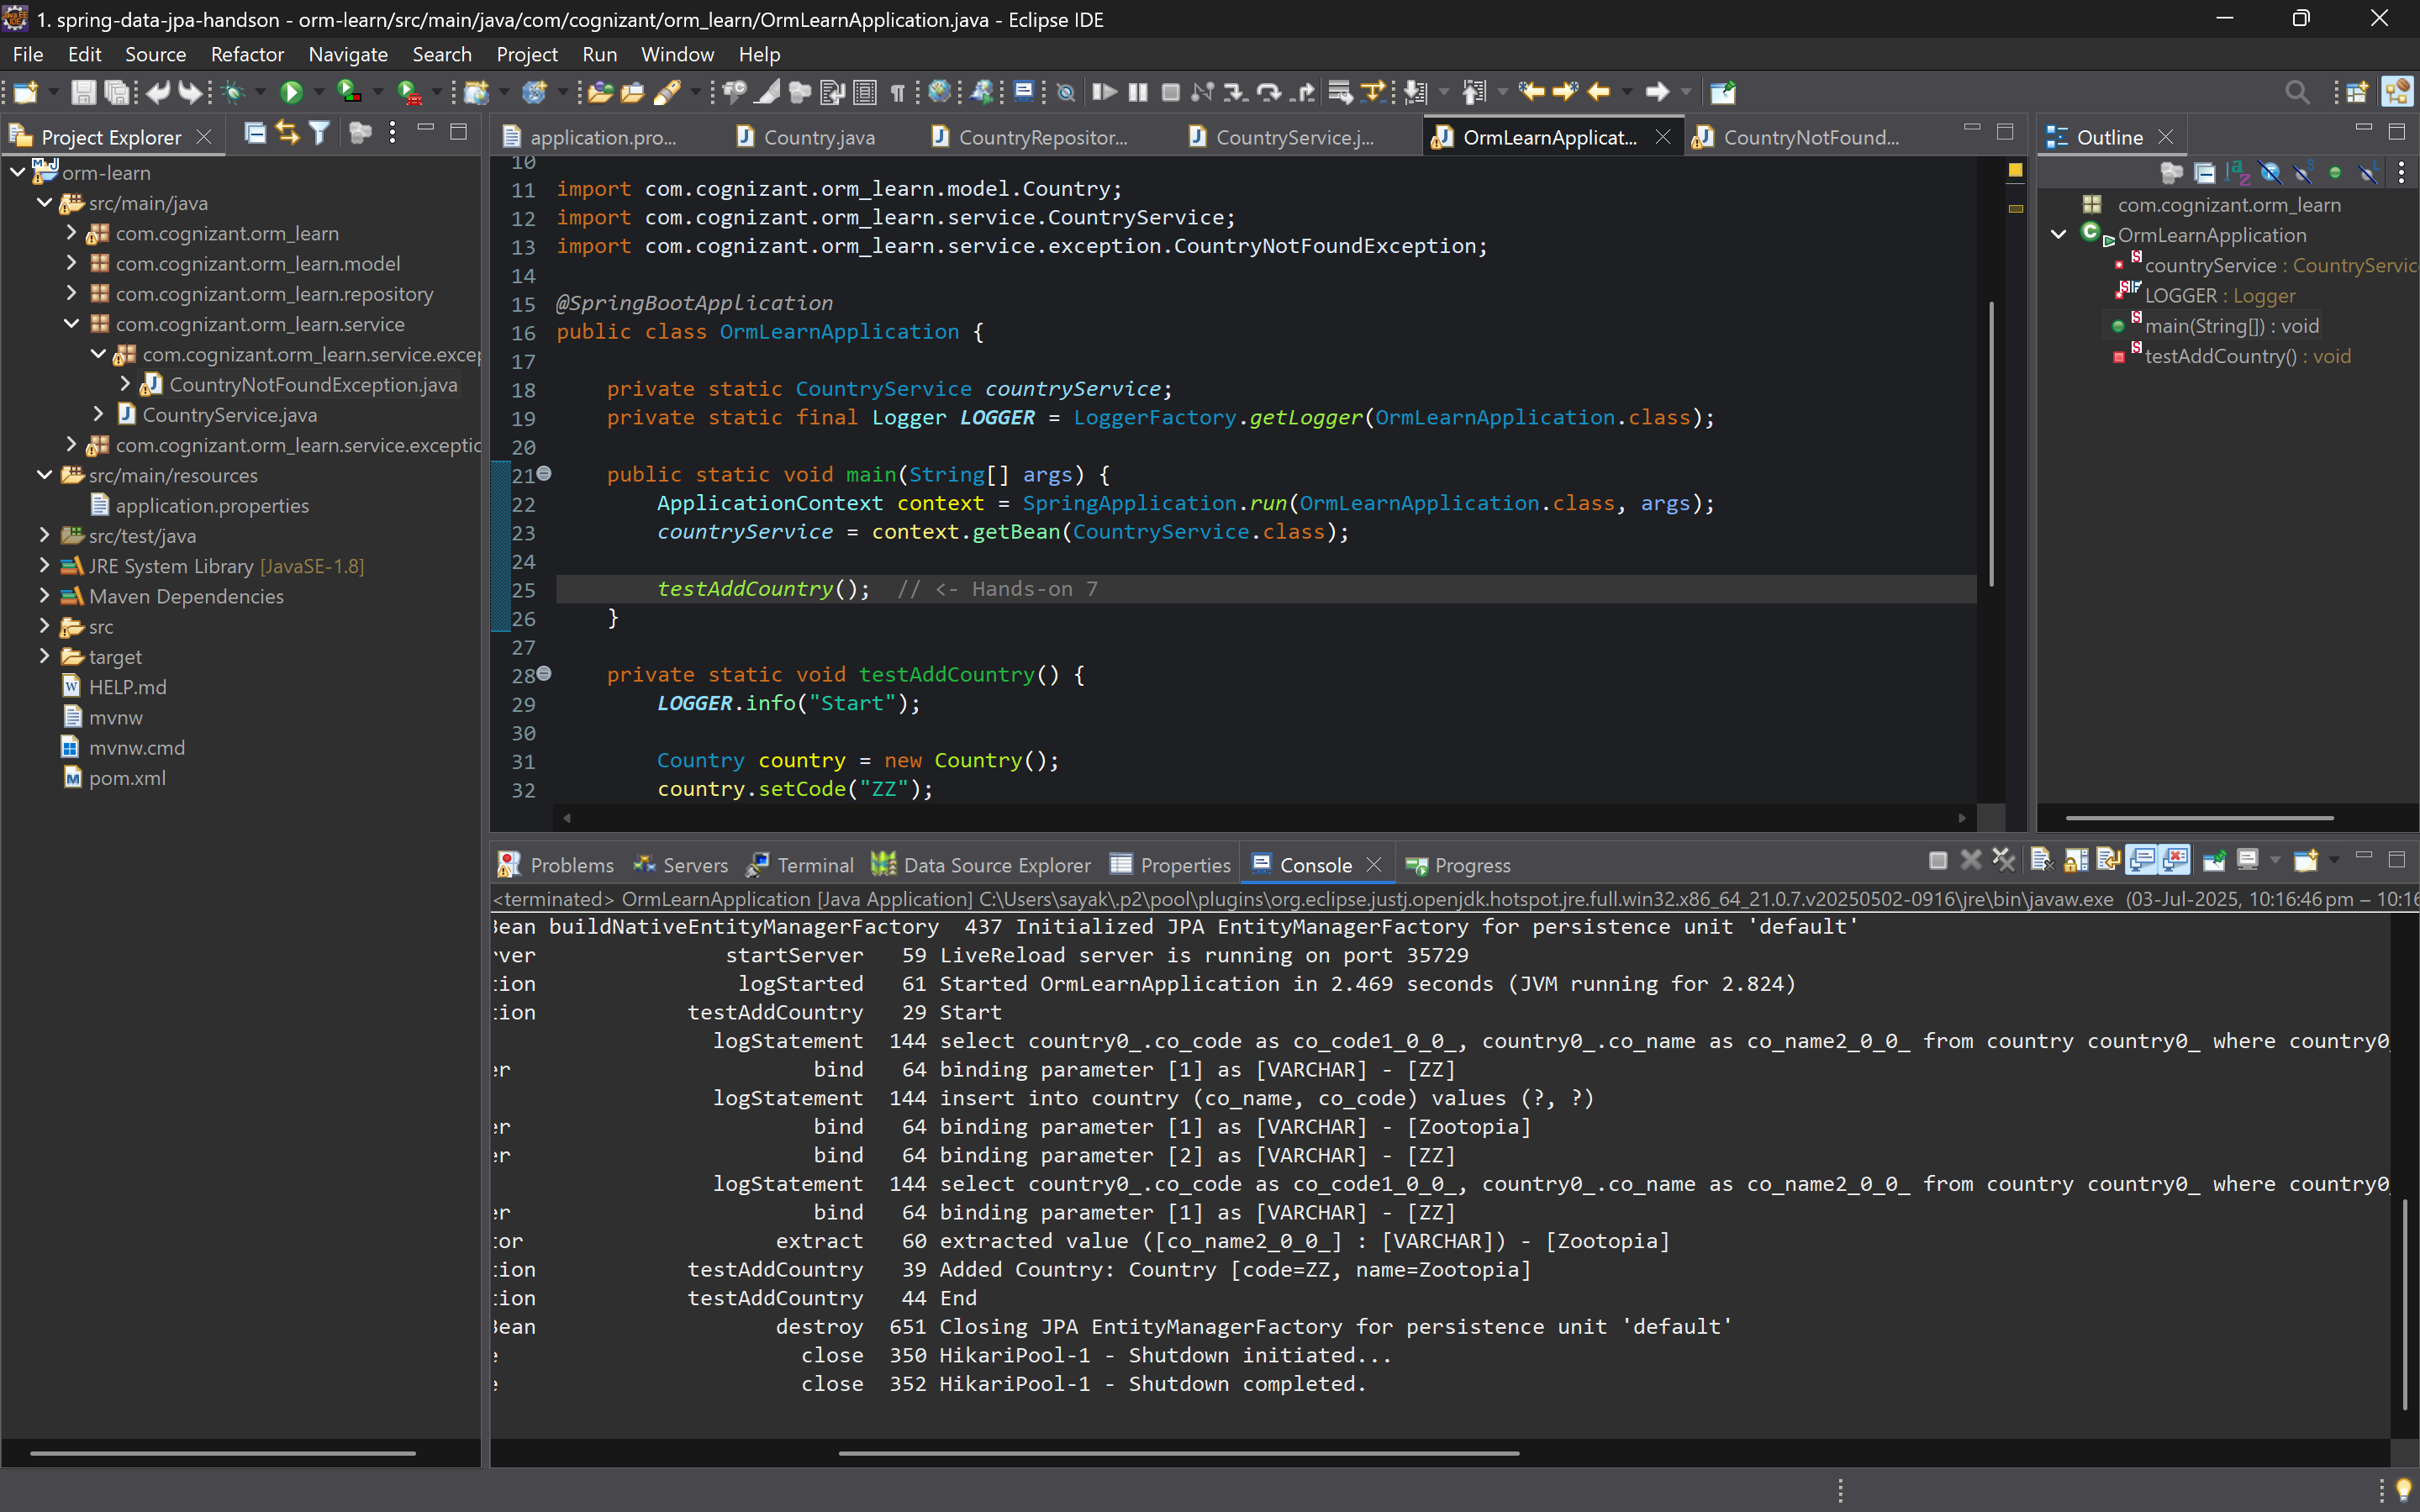 1. spring-data-jpa-handson - orm-learn/src/main/java/com/cognizant/orm_learn/OrmLearnApplication.java - Eclipse IDE
File Edit Source Refactor Navigate Search Project Run Window Help
Project Explorer
orm-learn
src/main/java
com.cognizant.orm_learn
com.cognizant.orm_learn.model
com.cognizant.orm_learn.repository
com.cognizant.orm_learn.service
com.cognizant.orm_learn.service.excep
CountryNotFoundException.java
CountryService.java
com.cognizant.orm_learn.service.exceptic
src/main/resources
application.properties
src/test/java
JRE System Library [JavaSE-1.8]
Maven Dependencies
src
target
HELP.md
mvnw
mvnw.cmd
pom.xml
application.pro... Country.java CountryRepositor... CountryService.j... OrmLearnApplicat... CountryNotFound...
10
11 import com.cognizant.orm_learn.model.Country;
12 import com.cognizant.orm_learn.service.CountryService;
13 import com.cognizant.orm_learn.service.exception.CountryNotFoundException;
14
15 @SpringBootApplication
16 public class OrmLearnApplication {
17
18 private static CountryService countryService;
19 private static final Logger LOGGER = LoggerFactory.getLogger(OrmLearnApplication.class);
20
21 public static void main(String[] args) {
22 ApplicationContext context = SpringApplication.run(OrmLearnApplication.class, args);
23 countryService = context.getBean(CountryService.class);
24
25 testAddCountry(); // <- Hands-on 7
26 }
27
28 private static void testAddCountry() {
29 LOGGER.info("Start");
30
31 Country country = new Country();
32 country.setCode("ZZ");
Outline
com.cognizant.orm_learn
OrmLearnApplication
countryService : CountryServic
LOGGER : Logger
main(String[]) : void
testAddCountry() : void
Problems Servers Terminal Data Source Explorer Properties Console Progress
<terminated> OrmLearnApplication [Java Application] C:\Users\sayak\.p2\pool\plugins\org.eclipse.justj.openjdk.hotspot.jre.full.win32.x86_64_21.0.7.v20250502-0916\jre\bin\javaw.exe (03-Jul-2025, 10:16:46 pm – 10:16
Bean buildNativeEntityManagerFactory 437 Initialized JPA EntityManagerFactory for persistence unit 'default'
rver startServer 59 LiveReload server is running on port 35729
tion logStarted 61 Started OrmLearnApplication in 2.469 seconds (JVM running for 2.824)
tion testAddCountry 29 Start
logStatement 144 select country0_.co_code as co_code1_0_0_, country0_.co_name as co_name2_0_0_ from country country0_ where country0_
er bind 64 binding parameter [1] as [VARCHAR] - [ZZ]
logStatement 144 insert into country (co_name, co_code) values (?, ?)
er bind 64 binding parameter [1] as [VARCHAR] - [Zootopia]
er bind 64 binding parameter [2] as [VARCHAR] - [ZZ]
logStatement 144 select country0_.co_code as co_code1_0_0_, country0_.co_name as co_name2_0_0_ from country country0_ where country0_
er bind 64 binding parameter [1] as [VARCHAR] - [ZZ]
tor extract 60 extracted value ([co_name2_0_0_] : [VARCHAR]) - [Zootopia]
tion testAddCountry 39 Added Country: Country [code=ZZ, name=Zootopia]
tion testAddCountry 44 End
Bean destroy 651 Closing JPA EntityManagerFactory for persistence unit 'default'
e close 350 HikariPool-1 - Shutdown initiated...
e close 352 HikariPool-1 - Shutdown completed.